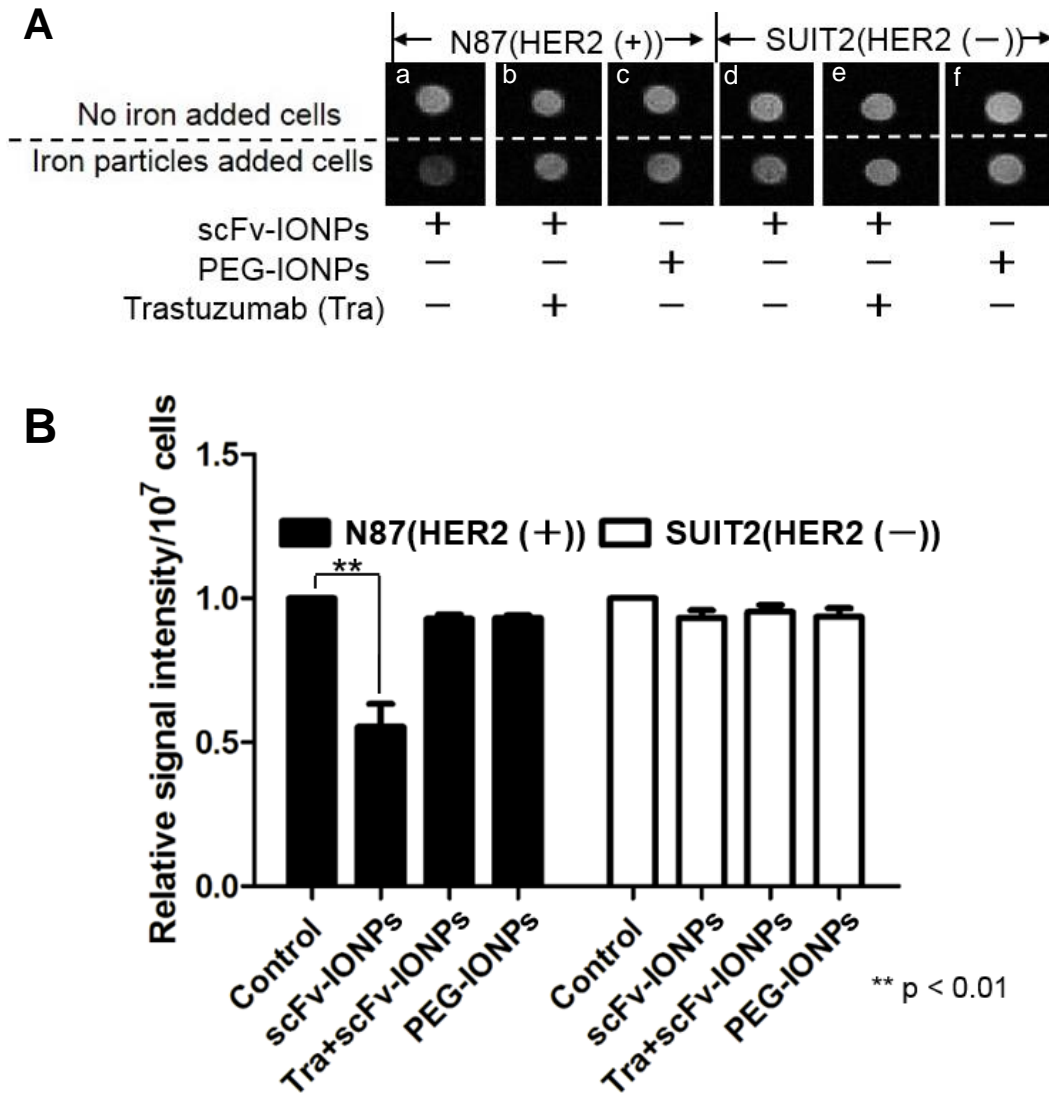 A
N87(HER2 (+)) SUIT2(HER2 (−))
a b c d e f
No iron added cells
Iron particles added cells
scFv-IONPs + + − + + −
PEG-IONPs − − + − − +
Trastuzumab (Tra) − + − − + −
B
Relative signal intensity/10⁷ cells
1.5
N87(HER2 (+)) SUIT2(HER2 (−))
**
1.0
0.5
0.0
Control scFv-IONPs Tra+scFv-IONPs PEG-IONPs Control scFv-IONPs Tra+scFv-IONPs PEG-IONPs
** p < 0.01